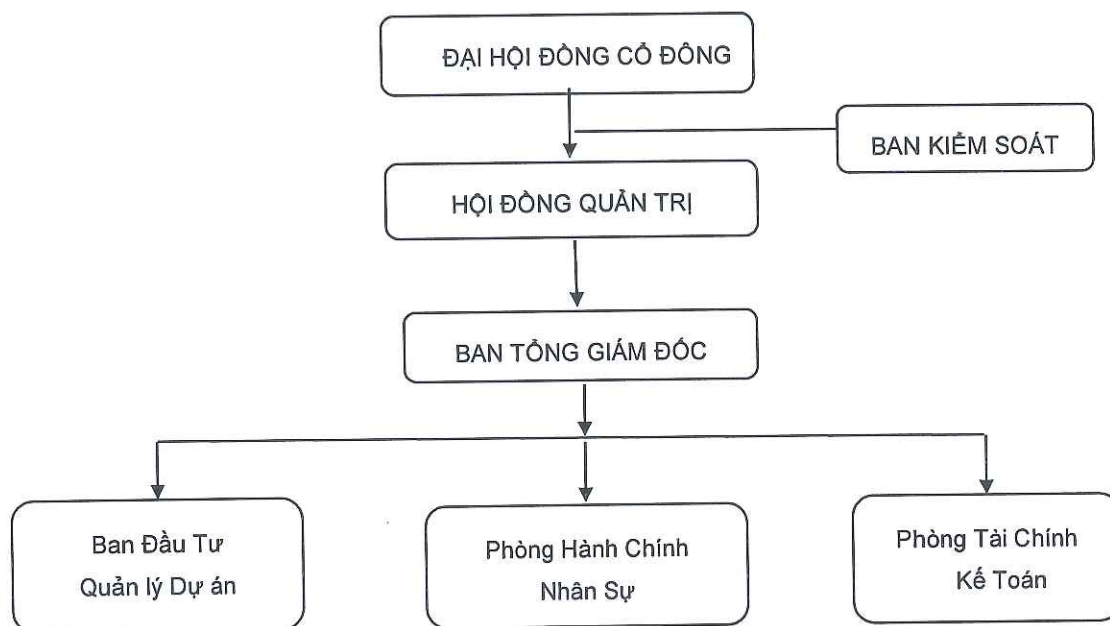 ĐẠI HỘI ĐỒNG CỔ ĐÔNG
BAN KIỂM SOÁT
HỘI ĐỒNG QUẢN TRỊ
BAN TỔNG GIÁM ĐỐC
Ban Đầu Tư
Quản lý Dự án
Phòng Hành Chính
Nhân Sự
Phòng Tài Chính
Kế Toán